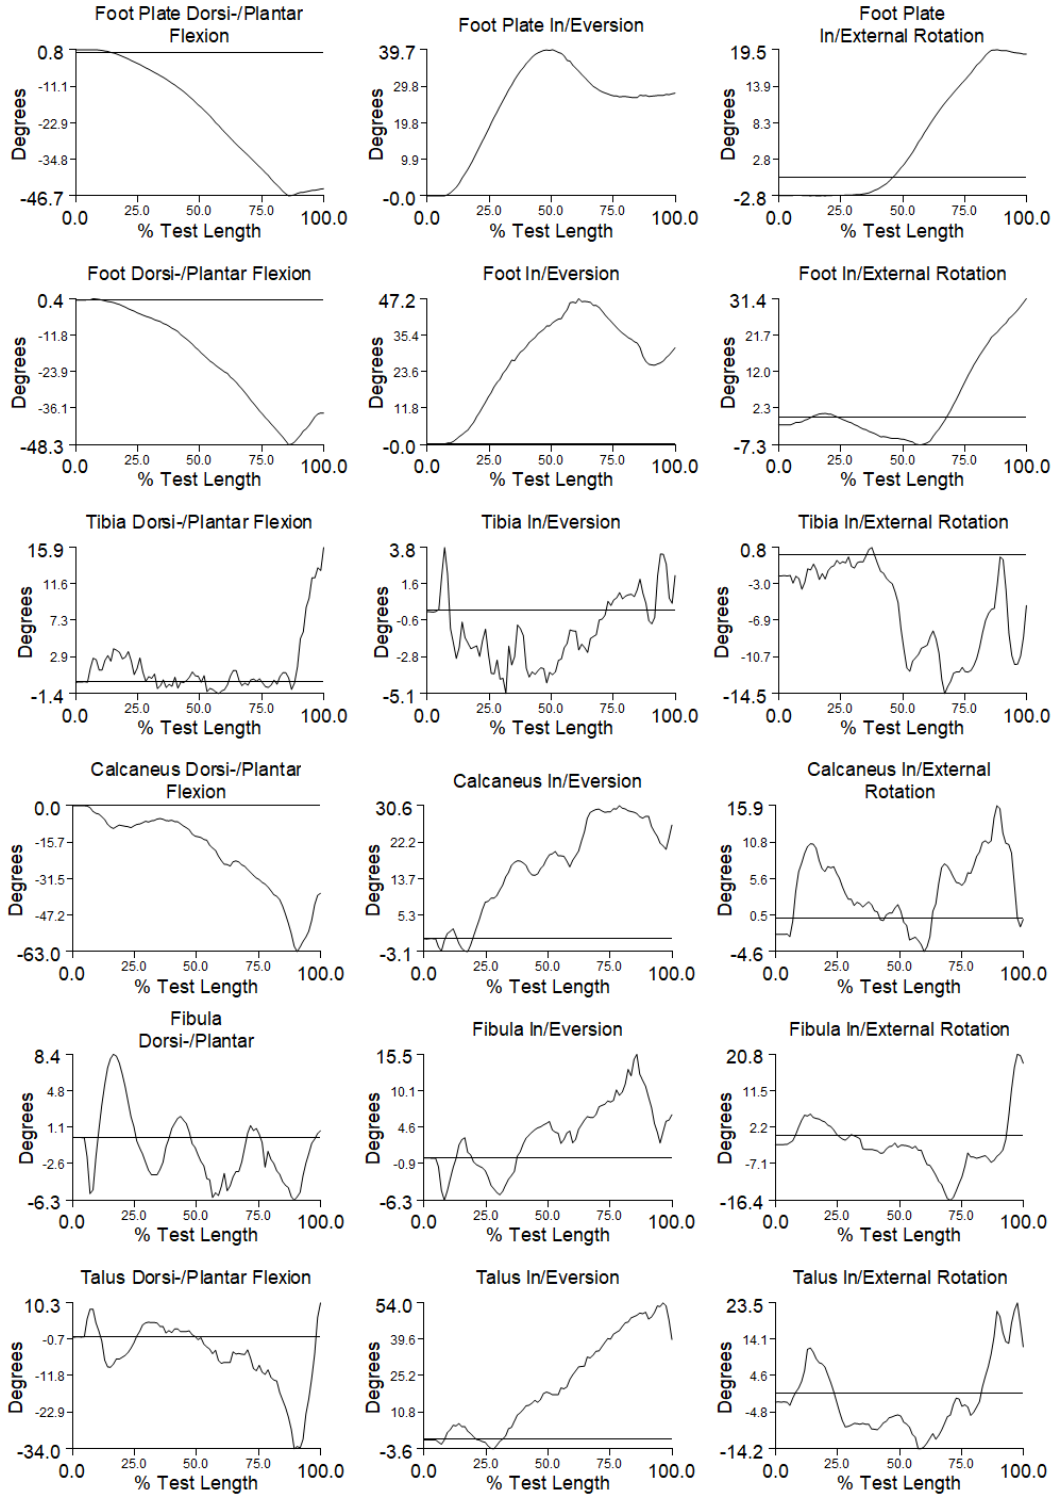 Foot Plate Dorsi-/Plantar
Flexion
0.8
-11.1
-22.9
-34.8
-46.7
Degrees
0.0 25.0 50.0 75.0 100.0
% Test Length
Foot Plate In/Eversion
39.7
29.8
19.8
9.9
-0.0
Degrees
0.0 25.0 50.0 75.0 100.0
% Test Length
Foot Plate
In/External Rotation
19.5
13.9
8.3
2.8
-2.8
Degrees
0.0 25.0 50.0 75.0 100.0
% Test Length
Foot Dorsi-/Plantar Flexion
0.4
-11.8
-23.9
-36.1
-48.3
Degrees
0.0 25.0 50.0 75.0 100.0
% Test Length
Foot In/Eversion
47.2
35.4
23.6
11.8
-0.0
Degrees
0.0 25.0 50.0 75.0 100.0
% Test Length
Foot In/External Rotation
31.4
21.7
12.0
2.3
-7.3
Degrees
0.0 25.0 50.0 75.0 100.0
% Test Length
Tibia Dorsi-/Plantar Flexion
15.9
11.6
7.3
2.9
-1.4
Degrees
0.0 25.0 50.0 75.0 100.0
% Test Length
Tibia In/Eversion
3.8
1.6
-0.6
-2.8
-5.1
Degrees
0.0 25.0 50.0 75.0 100.0
% Test Length
Tibia In/External Rotation
0.8
-3.0
-6.9
-10.7
-14.5
Degrees
0.0 25.0 50.0 75.0 100.0
% Test Length
Calcaneus Dorsi-/Plantar
Flexion
0.0
-15.7
-31.5
-47.2
-63.0
Degrees
0.0 25.0 50.0 75.0 100.0
% Test Length
Calcaneus In/Eversion
30.6
22.2
13.7
5.3
-3.1
Degrees
0.0 25.0 50.0 75.0 100.0
% Test Length
Calcaneus In/External
Rotation
15.9
10.8
5.6
0.5
-4.6
Degrees
0.0 25.0 50.0 75.0 100.0
% Test Length
Fibula
Dorsi-/Plantar
8.4
4.8
1.1
-2.6
-6.3
Degrees
0.0 25.0 50.0 75.0 100.0
% Test Length
Fibula In/Eversion
15.5
10.1
4.6
-0.9
-6.3
Degrees
0.0 25.0 50.0 75.0 100.0
% Test Length
Fibula In/External Rotation
20.8
11.5
2.2
-7.1
-16.4
Degrees
0.0 25.0 50.0 75.0 100.0
% Test Length
Talus Dorsi-/Plantar Flexion
10.3
-0.7
-11.8
-22.9
-34.0
Degrees
0.0 25.0 50.0 75.0 100.0
% Test Length
Talus In/Eversion
54.0
39.6
25.2
10.8
-3.6
Degrees
0.0 25.0 50.0 75.0 100.0
% Test Length
Talus In/External Rotation
23.5
14.1
4.6
-4.8
-14.2
Degrees
0.0 25.0 50.0 75.0 100.0
% Test Length